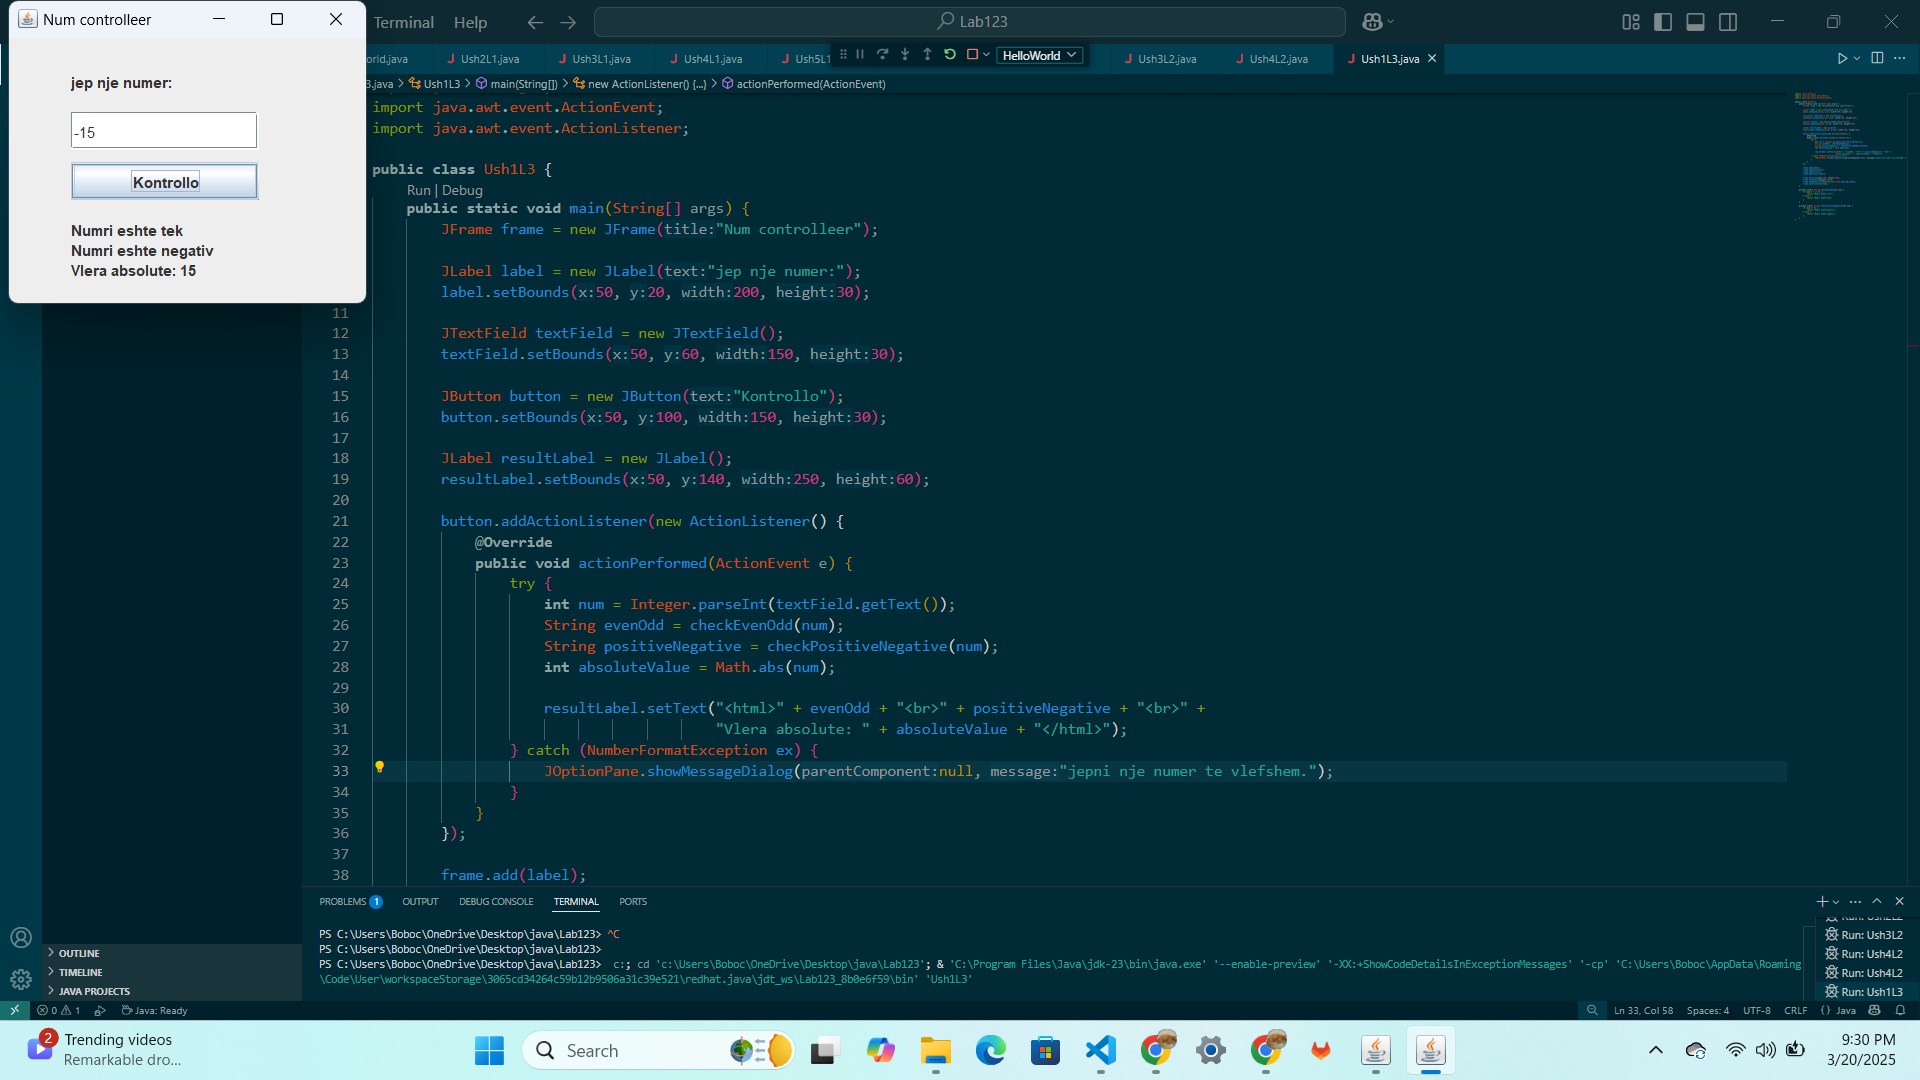 Num controlleer
jep nje numer:
-15
Kontrollo
Numri eshte tek
Numri eshte negativ
Vlera absolute: 15
Terminal Help
Lab123
orld.java Ush2L1.java Ush3L1.java Ush4L1.java Ush5L1 HelloWorld Ush3L2.java Ush4L2.java Ush1L3.java
3.java > Ush1L3 > main(String[]) > new ActionListener() {...} > actionPerformed(ActionEvent)
import java.awt.event.ActionEvent;
import java.awt.event.ActionListener;
public class Ush1L3 {
Run | Debug
public static void main(String[] args) {
JFrame frame = new JFrame(title:"Num controlleer");
JLabel label = new JLabel(text:"jep nje numer:");
label.setBounds(x:50, y:20, width:200, height:30);
11
12 JTextField textField = new JTextField();
13 textField.setBounds(x:50, y:60, width:150, height:30);
14
15 JButton button = new JButton(text:"Kontrollo");
16 button.setBounds(x:50, y:100, width:150, height:30);
17
18 JLabel resultLabel = new JLabel();
19 resultLabel.setBounds(x:50, y:140, width:250, height:60);
20
21 button.addActionListener(new ActionListener() {
22 @Override
23 public void actionPerformed(ActionEvent e) {
24 try {
25 int num = Integer.parseInt(textField.getText());
26 String evenOdd = checkEvenOdd(num);
27 String positiveNegative = checkPositiveNegative(num);
28 int absoluteValue = Math.abs(num);
29
30 resultLabel.setText("<html>" + evenOdd + "<br>" + positiveNegative + "<br>" +
31 "Vlera absolute: " + absoluteValue + "</html>");
32 } catch (NumberFormatException ex) {
33 JOptionPane.showMessageDialog(parentComponent:null, message:"jepni nje numer te vlefshem.");
34 }
35 }
36 });
37
38 frame.add(label);
PROBLEMS 1 OUTPUT DEBUG CONSOLE TERMINAL PORTS
PS C:\Users\Boboc\OneDrive\Desktop\java\Lab123> ^C
PS C:\Users\Boboc\OneDrive\Desktop\java\Lab123>
PS C:\Users\Boboc\OneDrive\Desktop\java\Lab123> c:; cd 'c:\Users\Boboc\OneDrive\Desktop\java\Lab123'; & 'C:\Program Files\Java\jdk-23\bin\java.exe' '--enable-preview' '-XX:+ShowCodeDetailsInExceptionMessages' '-cp' 'C:\Users\Boboc\AppData\Roaming
\Code\User\workspaceStorage\3065cd34264c59b12b9506a31c39e521\redhat.java\jdt_ws\Lab123_8b0e6f59\bin' 'Ush1L3'
Run: Ush2L2
Run: Ush3L2
Run: Ush4L2
Run: Ush4L2
Run: Ush1L3
OUTLINE
TIMELINE
JAVA PROJECTS
0 1 Java: Ready
Ln 33, Col 58 Spaces: 4 UTF-8 CRLF {} Java
2
Trending videos
Remarkable dro...
Search
9:30 PM
3/20/2025